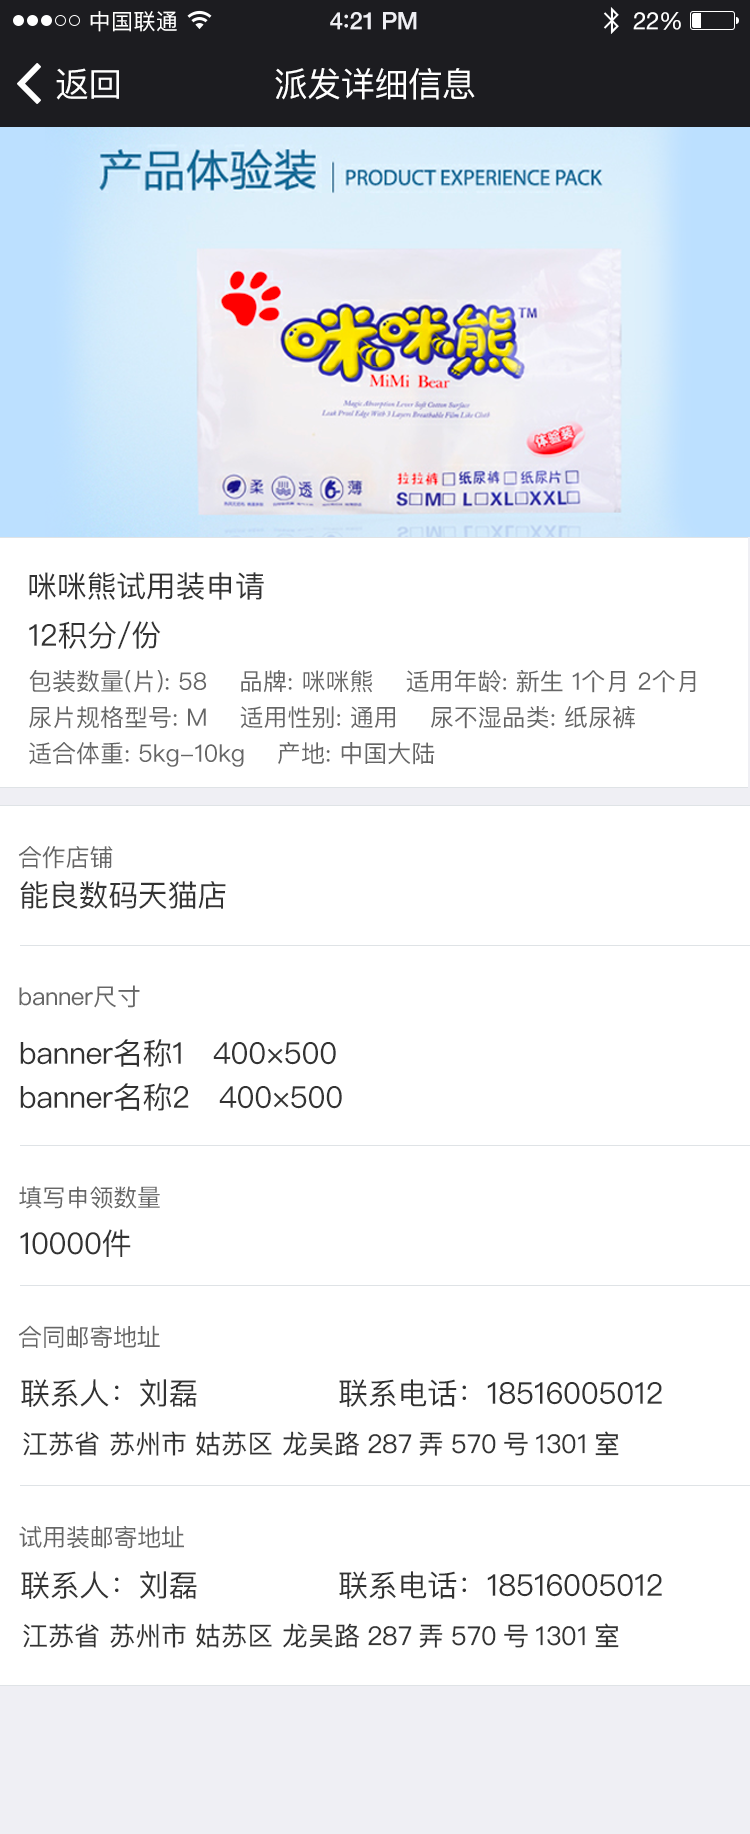 中国联通 4:21 PM 22%
返回 派发详细信息
产品体验装 | PRODUCT EXPERIENCE PACK
咪咪熊™
MiMi Bear
Magic Absorption Lever Soft Cotton Surface
Leak Proof Edge With 3 Layers Breathable Film Like Cloth
体验装
柔 透 薄
拉拉裤□纸尿裤□纸尿片□
S□M□ L□XL□XXL□
咪咪熊试用装申请
12积分/份
包装数量(片): 58 品牌: 咪咪熊 适用年龄: 新生 1个月 2个月
尿片规格型号: M 适用性别: 通用 尿不湿品类: 纸尿裤
适合体重: 5kg-10kg 产地: 中国大陆
合作店铺
能良数码天猫店
banner尺寸
banner名称1 400×500
banner名称2 400×500
填写申领数量
10000件
合同邮寄地址
联系人：刘磊 联系电话：18516005012
江苏省 苏州市 姑苏区 龙吴路 287 弄 570 号 1301 室
试用装邮寄地址
联系人：刘磊 联系电话：18516005012
江苏省 苏州市 姑苏区 龙吴路 287 弄 570 号 1301 室